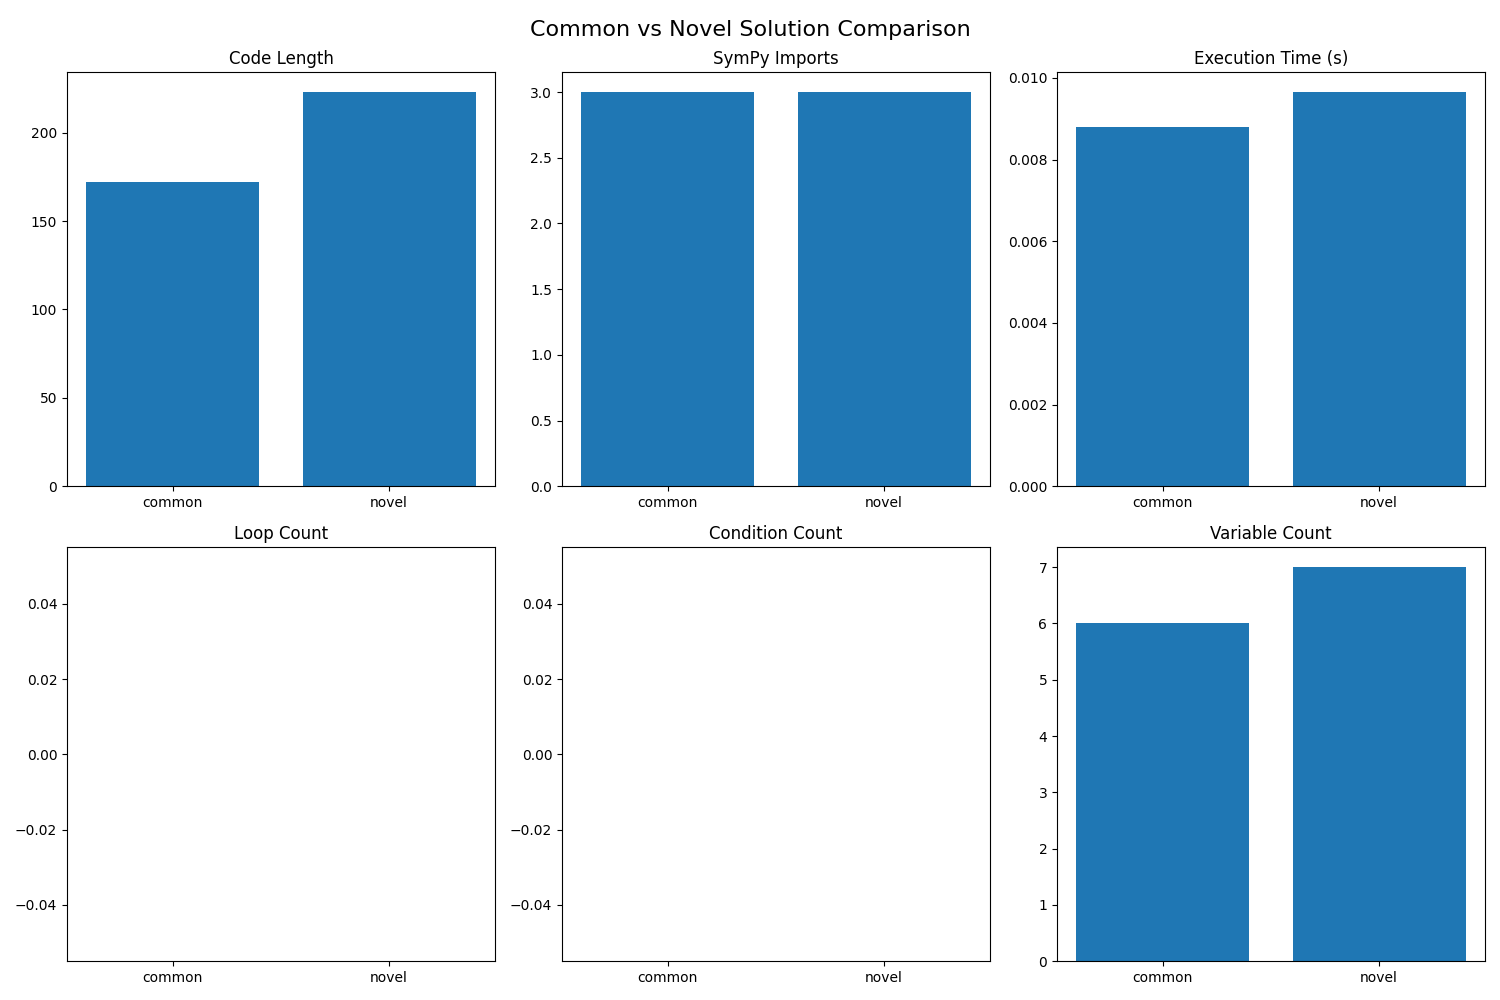 Common vs Novel Solution Comparison
Code Length
200
150
100
50
0
common novel
SymPy Imports
3.0
2.5
2.0
1.5
1.0
0.5
0.0
common novel
Execution Time (s)
0.010
0.008
0.006
0.004
0.002
0.000
common novel
Loop Count
0.04
0.02
0.00
−0.02
−0.04
common novel
Condition Count
0.04
0.02
0.00
−0.02
−0.04
common novel
Variable Count
7
6
5
4
3
2
1
0
common novel